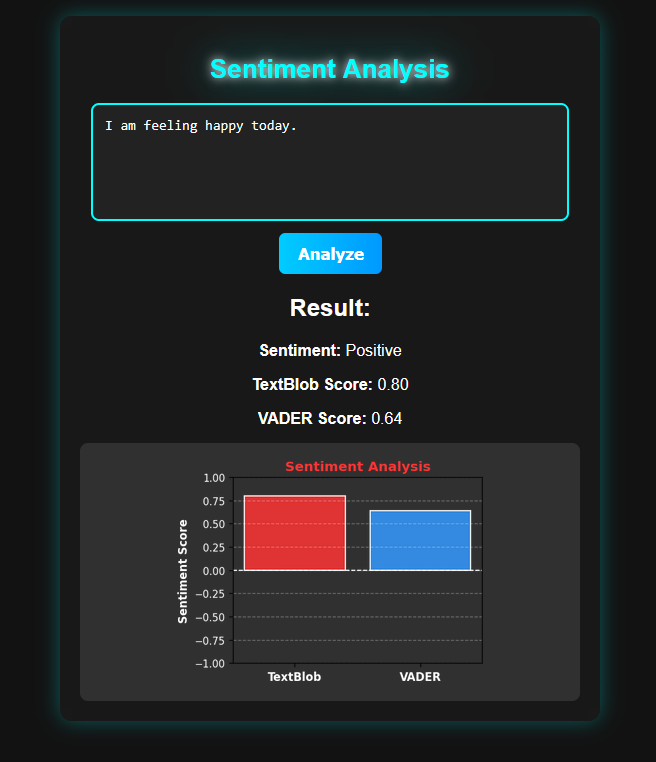 Sentiment Analysis
I am feeling happy today.
Analyze
Result:
Sentiment: Positive
TextBlob Score: 0.80
VADER Score: 0.64
Sentiment Analysis
Sentiment Score
1.00
0.75
0.50
0.25
0.00
−0.25
−0.50
−0.75
−1.00
TextBlob VADER